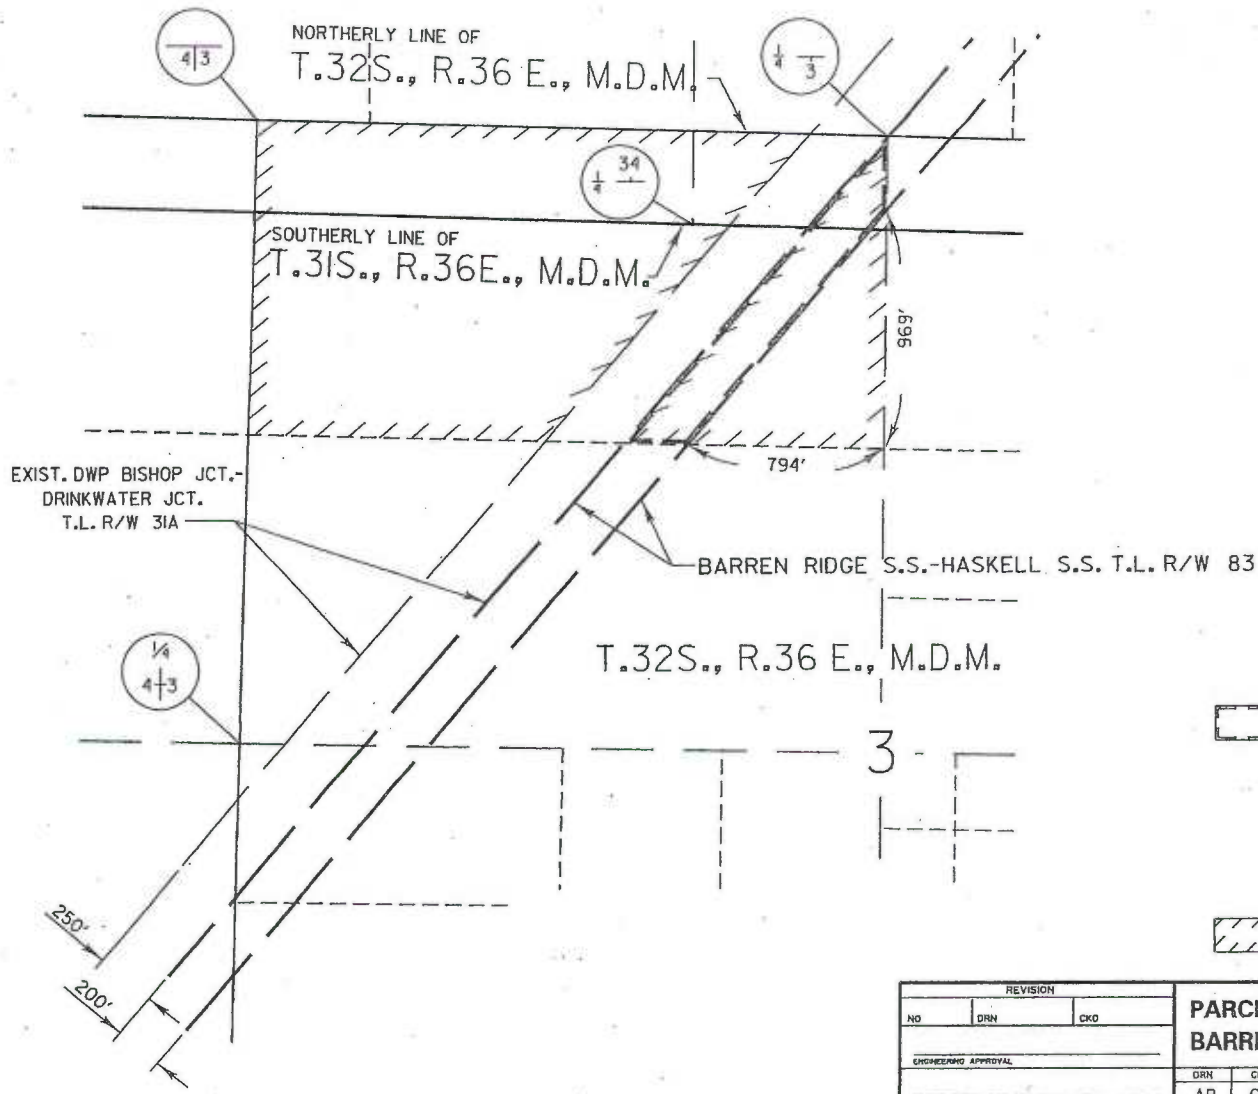 4|3
NORTHERLY LINE OF
T.32S., R.36 E., M.D.M.
1/4 3
1/4 34
SOUTHERLY LINE OF
T.31S., R.36E., M.D.M.
969'
794'
EXIST. DWP BISHOP JCT.-
DRINKWATER JCT.
T.L. R/W 31A
BARREN RIDGE S.S.-HASKELL S.S. T.L. R/W 83
1/4
4|3
T.32S., R.36 E., M.D.M.
3
250'
200'
REVISION
NO DRN CKD
ENGINEERING APPROVAL
PARC
BARR
DRN